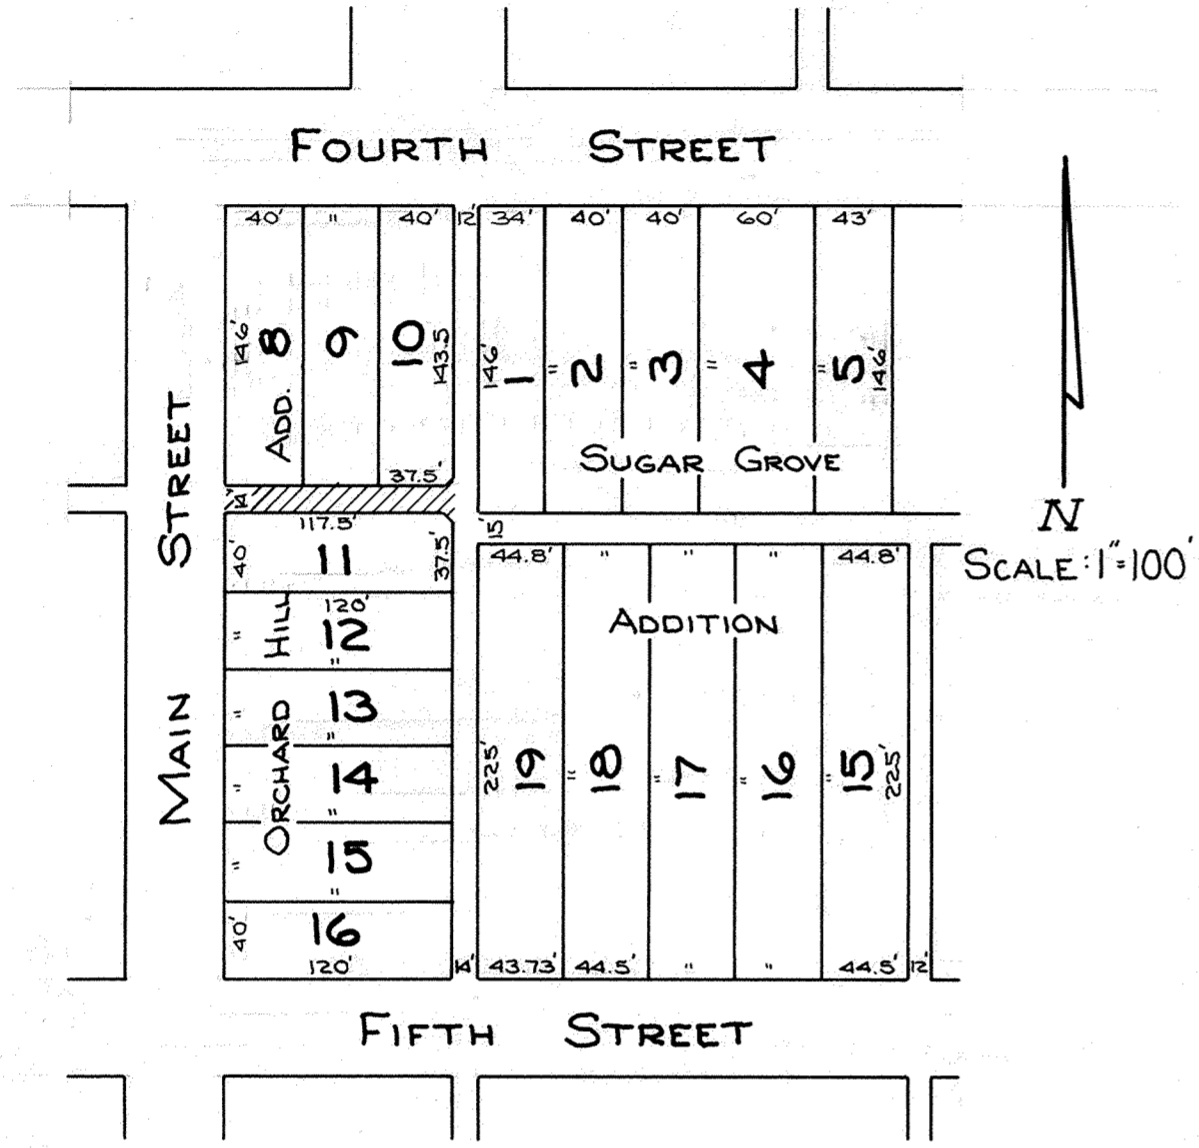 FOURTH STREET
40' " 40' 12' 34' 40' 40' 60' 43'
146' 8 9 10 143.5 146' 1 = 2 = 3 = 4 = 5 146'
ADD.
SUGAR GROVE
37.5'
14'
117.5'
15'
40' 11 37.5'
44.8' " " " 44.8'
120'
" 12
"
HILL
ADDITION
" 13
"
ORCHARD
" 14
"
" 15
"
225' 19 = 18 = 17 = 16 = 15 225'
40' 16
120' 14' 43.73' 44.5' " " 44.5' 12'
MAIN STREET
FIFTH STREET
N
SCALE: 1"=100'